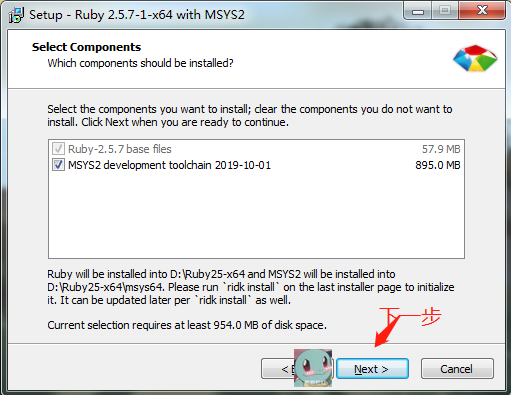 Setup - Ruby 2.5.7-1-x64 with MSYS2
Select Components
Which components should be installed?
Select the components you want to install; clear the components you do not want to
install. Click Next when you are ready to continue.
Ruby-2.5.7 base files 57.9 MB
MSYS2 development toolchain 2019-10-01 895.0 MB
Ruby will be installed into D:\Ruby25-x64 and MSYS2 will be installed into
D:\Ruby25-x64\msys64. Please run `ridk install` on the last installer page to initialize
it. It can be updated later per `ridk install` as well.
Current selection requires at least 954.0 MB of disk space.
下一步
< Next > Cancel